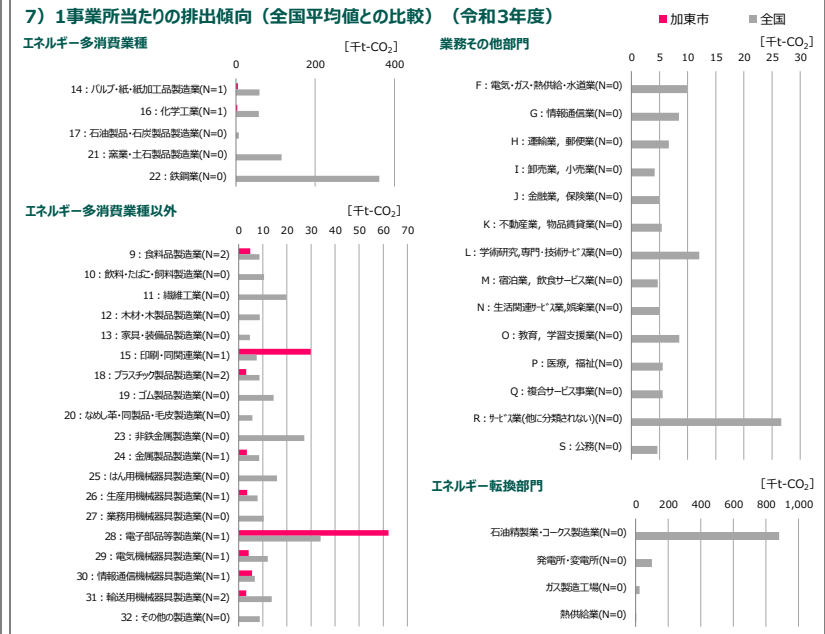 7）1事業所当たりの排出傾向（全国平均値との比較）（令和3年度）
加東市 全国
エネルギー多消費業種
［千t-CO₂］
0 200 400
14：パルプ・紙・紙加工品製造業(N=1)
16：化学工業(N=1)
17：石油製品・石炭製品製造業(N=0)
21：窯業・土石製品製造業(N=0)
22：鉄鋼業(N=0)
エネルギー多消費業種以外
［千t-CO₂］
0 10 20 30 40 50 60 70
9：食料品製造業(N=2)
10：飲料・たばこ・飼料製造業(N=0)
11：繊維工業(N=0)
12：木材・木製品製造業(N=0)
13：家具・装備品製造業(N=0)
15：印刷・同関連業(N=1)
18：プラスチック製品製造業(N=2)
19：ゴム製品製造業(N=0)
20：なめし革・同製品・毛皮製造業(N=0)
23：非鉄金属製造業(N=0)
24：金属製品製造業(N=1)
25：はん用機械器具製造業(N=0)
26：生産用機械器具製造業(N=1)
27：業務用機械器具製造業(N=0)
28：電子部品等製造業(N=1)
29：電気機械器具製造業(N=1)
30：情報通信機械器具製造業(N=1)
31：輸送用機械器具製造業(N=2)
32：その他の製造業(N=0)
業務その他部門
［千t-CO₂］
0 5 10 15 20 25 30
F：電気・ガス・熱供給・水道業(N=0)
G：情報通信業(N=0)
H：運輸業，郵便業(N=0)
I：卸売業，小売業(N=0)
J：金融業，保険業(N=0)
K：不動産業，物品賃貸業(N=0)
L：学術研究,専門・技術ｻｰﾋﾞｽ業(N=0)
M：宿泊業，飲食サービス業(N=0)
N：生活関連ｻｰﾋﾞｽ業,娯楽業(N=0)
O：教育，学習支援業(N=0)
P：医療，福祉(N=0)
Q：複合サービス事業(N=0)
R：ｻｰﾋﾞｽ業(他に分類されない)(N=0)
S：公務(N=0)
エネルギー転換部門
［千t-CO₂］
0 200 400 600 800 1,000
石油精製業・コークス製造業(N=0)
発電所・変電所(N=0)
ガス製造工場(N=0)
熱供給業(N=0)